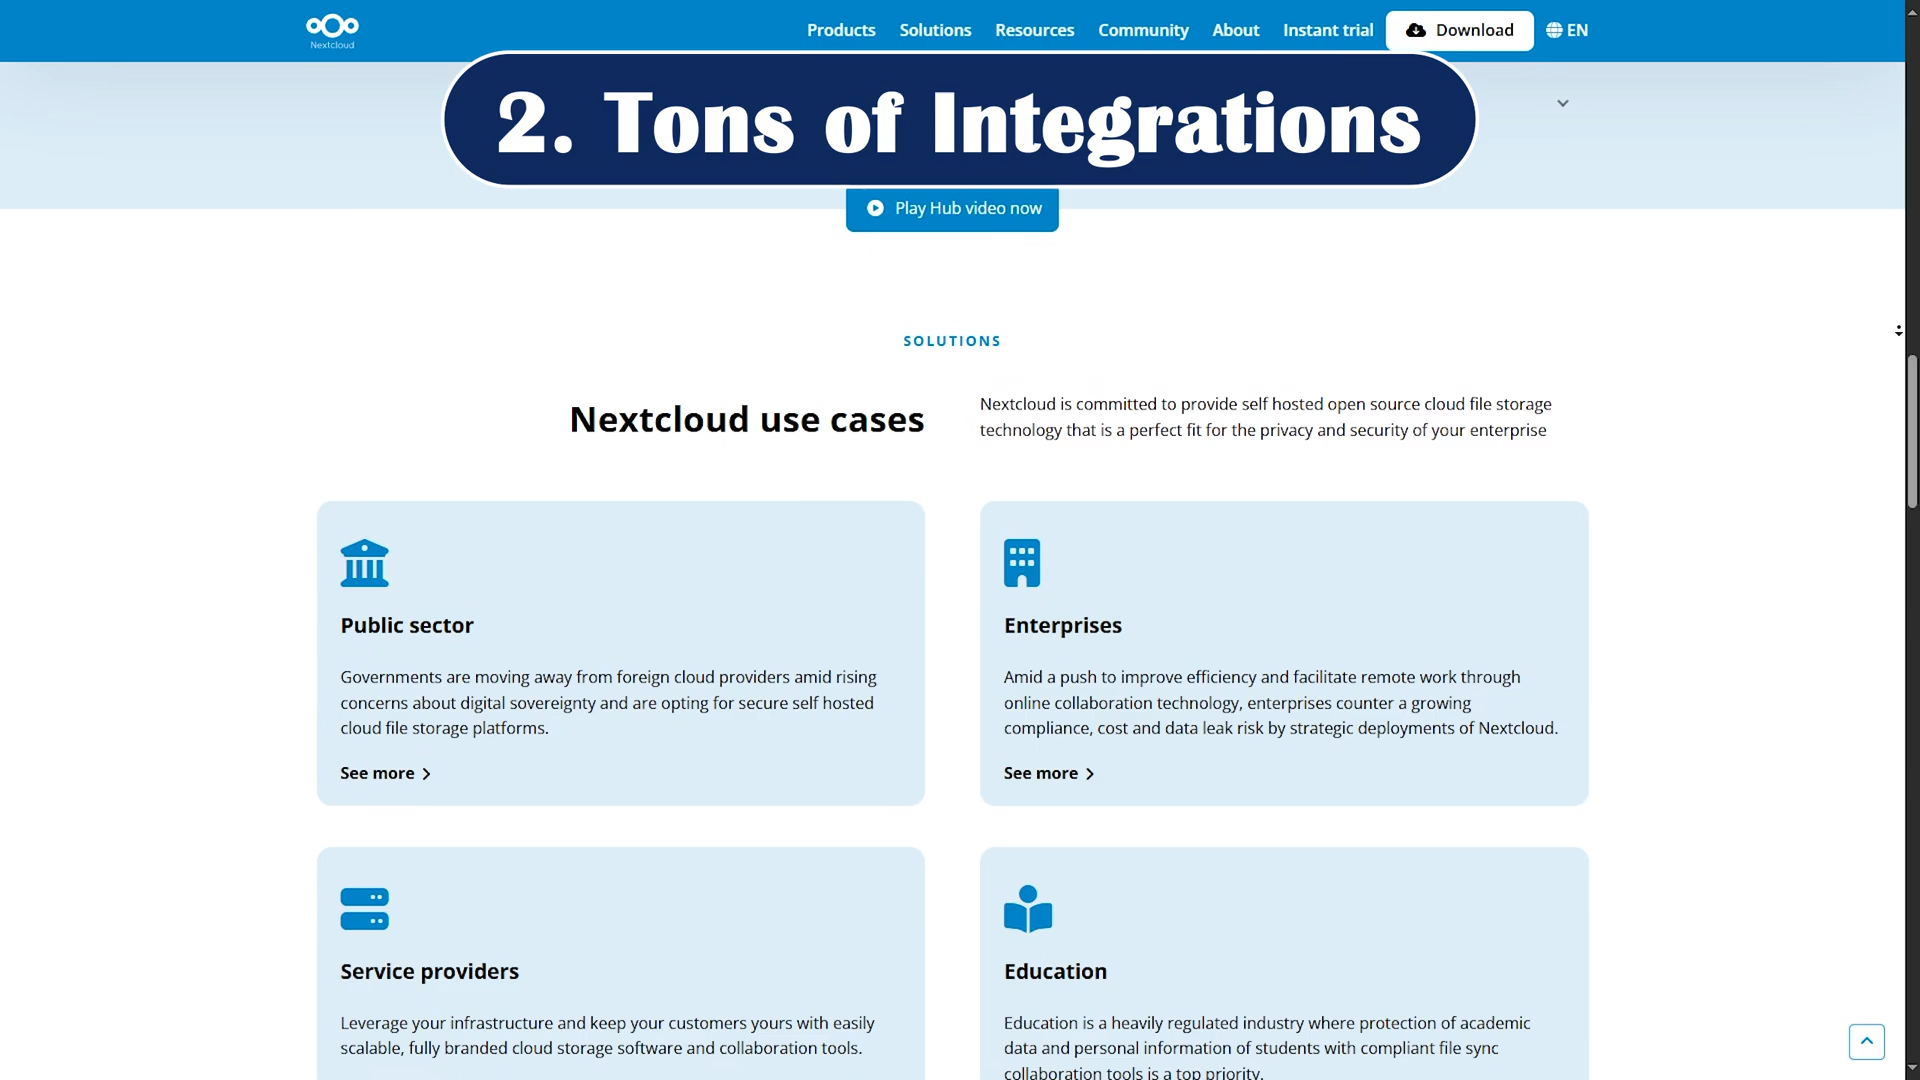 Nextcloud
Products
Solutions
Resources
Community
About
Instant trial
Download
EN
2. Tons of Integrations
Play Hub video now
SOLUTIONS
Nextcloud use cases
Nextcloud is committed to provide self hosted open source cloud file storage
technology that is a perfect fit for the privacy and security of your enterprise
Public sector
Governments are moving away from foreign cloud providers amid rising
concerns about digital sovereignty and are opting for secure self hosted
cloud file storage platforms.
See more
Enterprises
Amid a push to improve efficiency and facilitate remote work through
online collaboration technology, enterprises counter a growing
compliance, cost and data leak risk by strategic deployments of Nextcloud.
See more
Service providers
Leverage your infrastructure and keep your customers yours with easily
scalable, fully branded cloud storage software and collaboration tools.
Education
Education is a heavily regulated industry where protection of academic
data and personal information of students with compliant file sync
collaboration tools is a top priority.